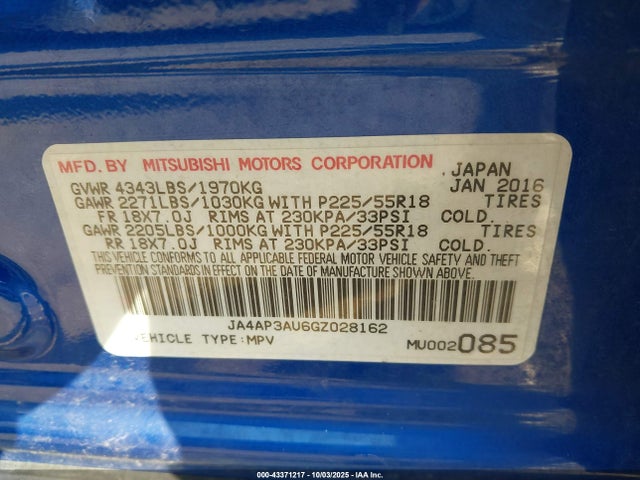 MFD. BY MITSUBISHI MOTORS CORPORATION JAPAN
GVWR 4343LBS/1970KG JAN 2016
GAWR 2271LBS/1030KG WITH P225/55R18 TIRES
FR 18X7.0J RIMS AT 230KPA/33PSI COLD.
GAWR 2205LBS/1000KG WITH P225/55R18 TIRES
RR 18X7.0J RIMS AT 230KPA/33PSI COLD.
THIS VEHICLE CONFORMS TO ALL APPLICABLE FEDERAL MOTOR VEHICLE SAFETY AND THEFT
PREVENTION STANDARDS IN EFFECT ON THE DATE OF MANUFACTURE SHOWN ABOVE.
JA4AP3AU6GZ028162
VEHICLE TYPE:MPV MU002085
000-43371217 - 10/03/2025 - IAA Inc.